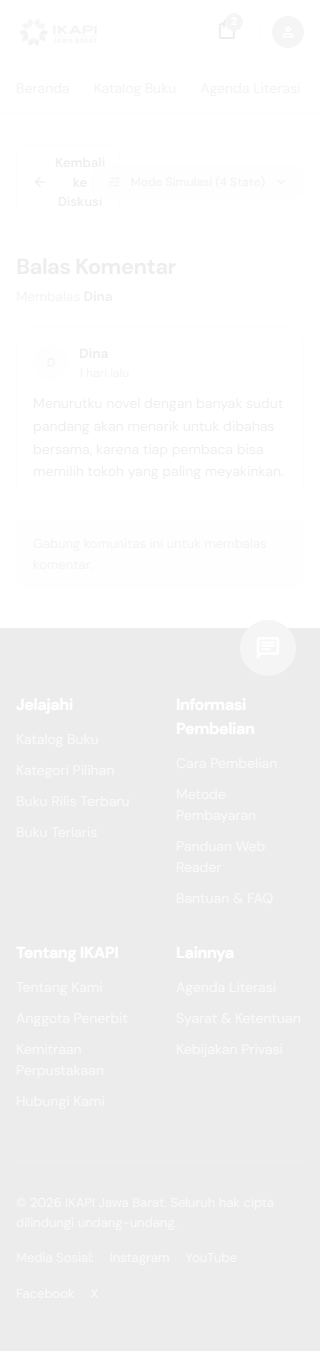 IKAPI
JAWA BARAT
2
Beranda Katalog Buku Agenda Literasi
Kembali
ke
Diskusi
Mode Simulasi (4 State)
Balas Komentar
Membalas Dina
D
Dina
1 hari lalu
Menurutku novel dengan banyak sudut
pandang akan menarik untuk dibahas
bersama, karena tiap pembaca bisa
memilih tokoh yang paling meyakinkan.
Gabung komunitas ini untuk membalas
komentar.
Jelajahi
Katalog Buku
Kategori Pilihan
Buku Rilis Terbaru
Buku Terlaris
Informasi
Pembelian
Cara Pembelian
Metode
Pembayaran
Panduan Web
Reader
Bantuan & FAQ
Tentang IKAPI
Tentang Kami
Anggota Penerbit
Kemitraan
Perpustakaan
Hubungi Kami
Lainnya
Agenda Literasi
Syarat & Ketentuan
Kebijakan Privasi
© 2026 IKAPI Jawa Barat. Seluruh hak cipta
dilindungi undang-undang.
Media Sosial: Instagram YouTube
Facebook X